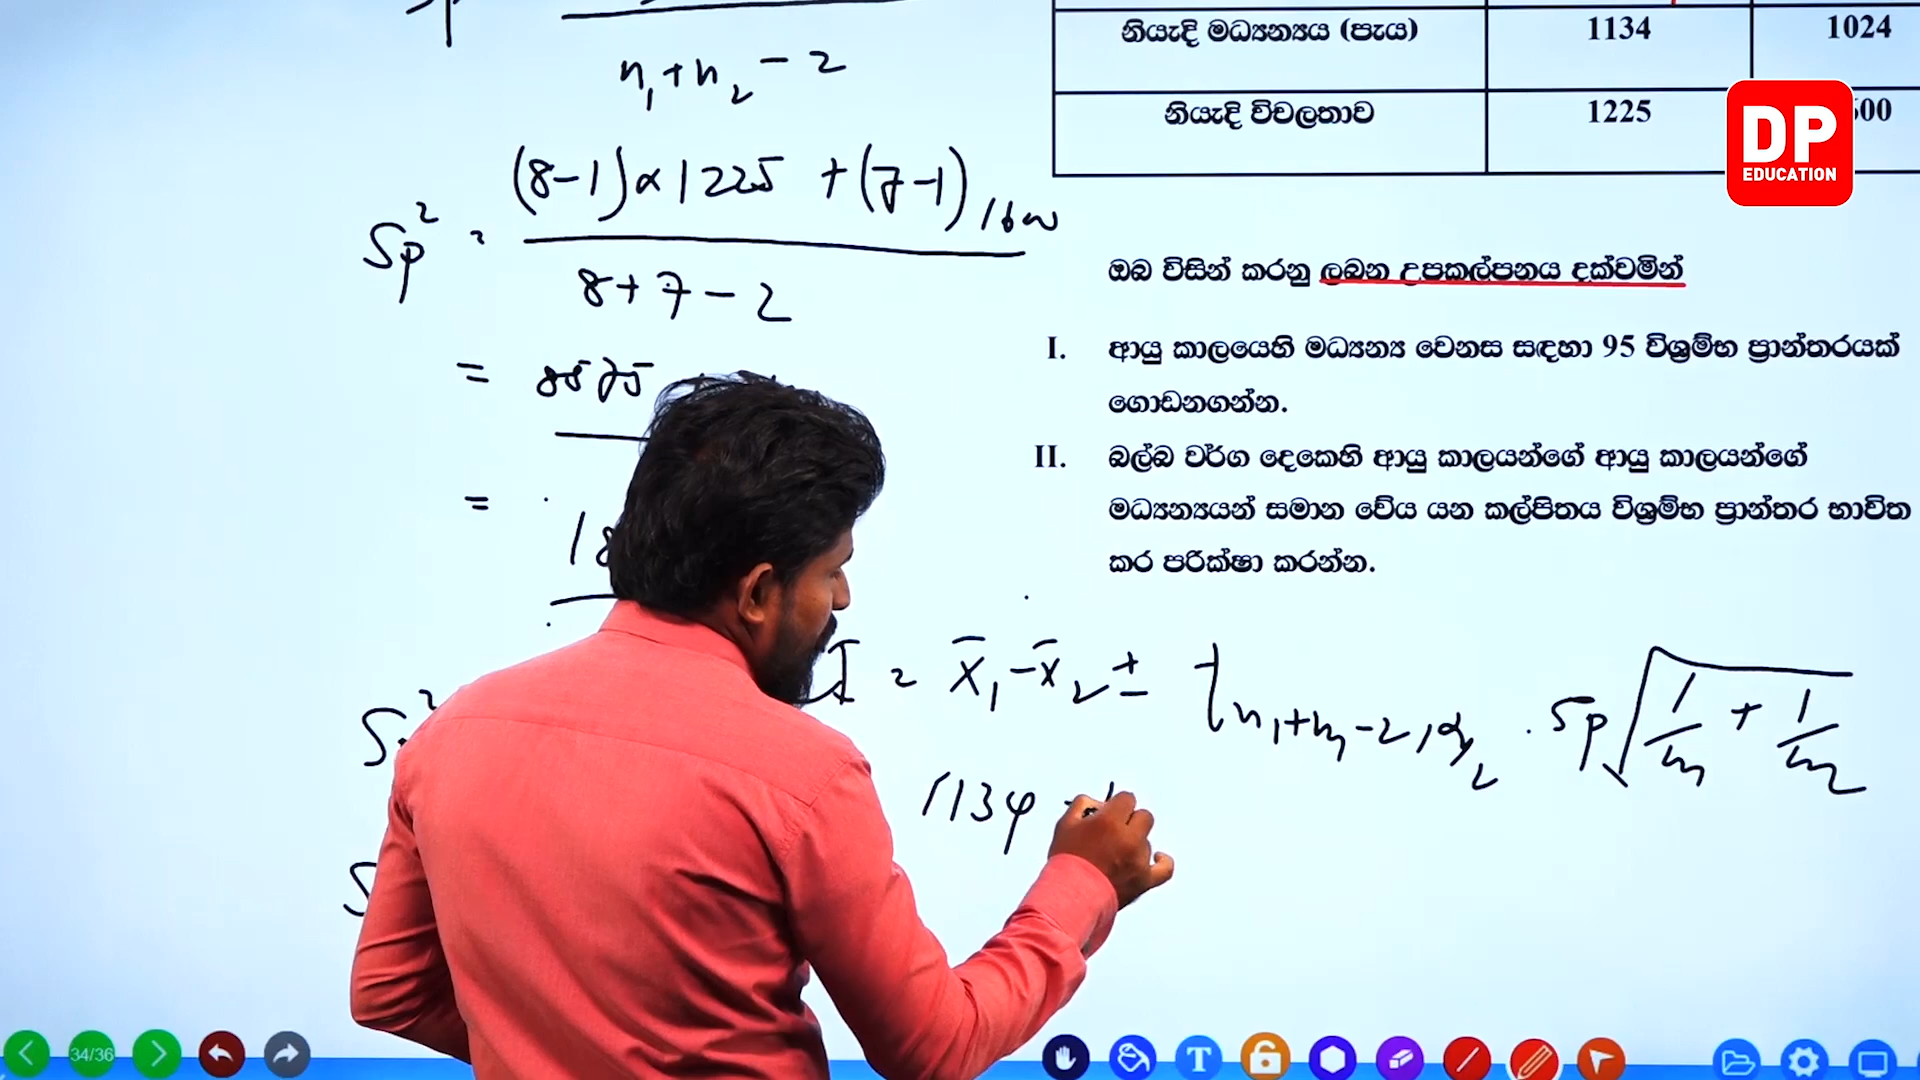 n₁ + n₂ - 2
Sp² = (8-1) × 1225 + (7-1) 1600
8 + 7 - 2
= 8575
=
නියැදි මධ්‍යන්‍යය (පැය) 1134 1024
නියැදි විචලතාව 1225
DP
EDUCATION
ඔබ විසින් කරනු ලබන උපකල්පනය දක්වමින්
I. ආයු කාලයෙහි මධ්‍යන්‍ය වෙනස සඳහා 95 විශ්‍රම්භ ප්‍රාන්තරයක්
ගොඩනගන්න.
II. බල්බ වර්ග දෙකෙහි ආයු කාලයන්ගේ ආයු කාලයන්ගේ
මධ්‍යන්‍යයන් සමාන වේය යන කල්පිතය විශ්‍රම්භ ප්‍රාන්තර භාවිත
කර පරික්ෂා කරන්න.
= x̄₁ - x̄₂ ± t n₁+n₂-2, α/2 . Sp √ 1/n₁ + 1/n₂
1134 -
34/36